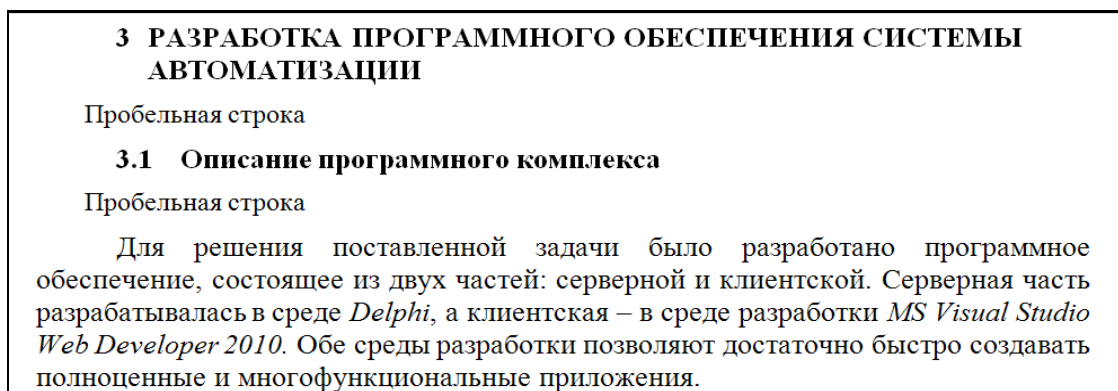 3 РАЗРАБОТКА ПРОГРАММНОГО ОБЕСПЕЧЕНИЯ СИСТЕМЫ
АВТОМАТИЗАЦИИ
Пробельная строка
3.1 Описание программного комплекса
Пробельная строка
Для решения поставленной задачи было разработано программное
обеспечение, состоящее из двух частей: серверной и клиентской. Серверная часть
разрабатывалась в среде Delphi, а клиентская – в среде разработки MS Visual Studio
Web Developer 2010. Обе среды разработки позволяют достаточно быстро создавать
полноценные и многофункциональные приложения.